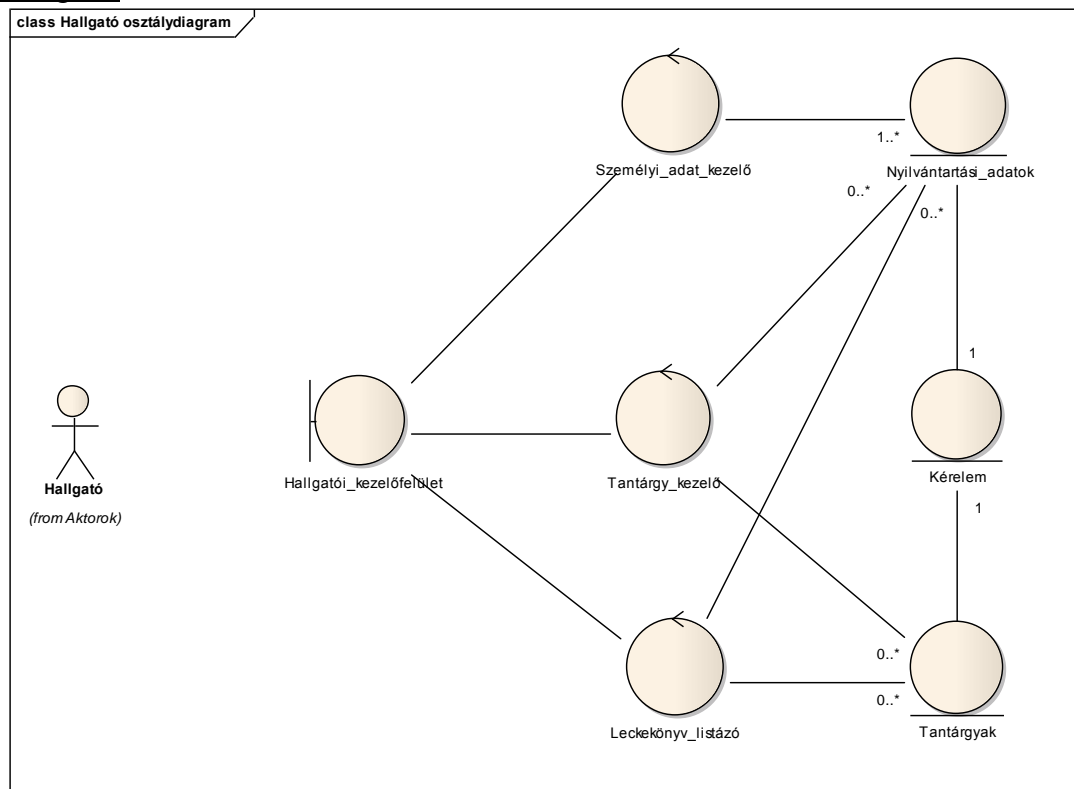 class Hallgató osztálydiagram
Személyi_adat_kezelő
1..*
Nyilvántartási_adatok
0..*
0..*
1
Hallgató
(from Aktorok)
Hallgatói_kezelőfelület
Tantárgy_kezelő
Kérelem
1
0..*
0..*
Leckekönyv_listázó
Tantárgyak